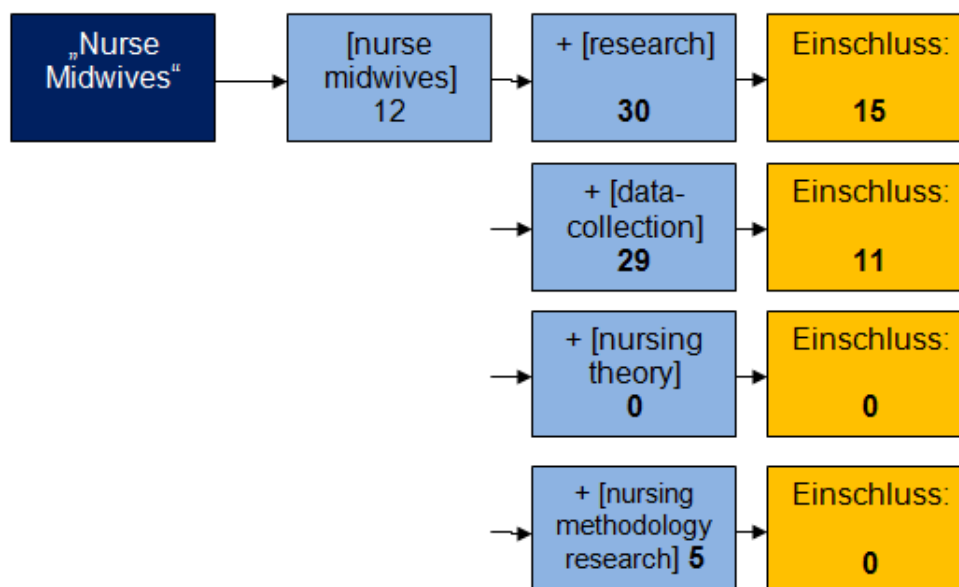 „Nurse
Midwives“
[nurse
midwives]
12
+ [research]
30
Einschluss:
15
+ [data-
collection]
29
Einschluss:
11
+ [nursing
theory]
0
Einschluss:
0
+ [nursing
methodology
research] 5
Einschluss:
0